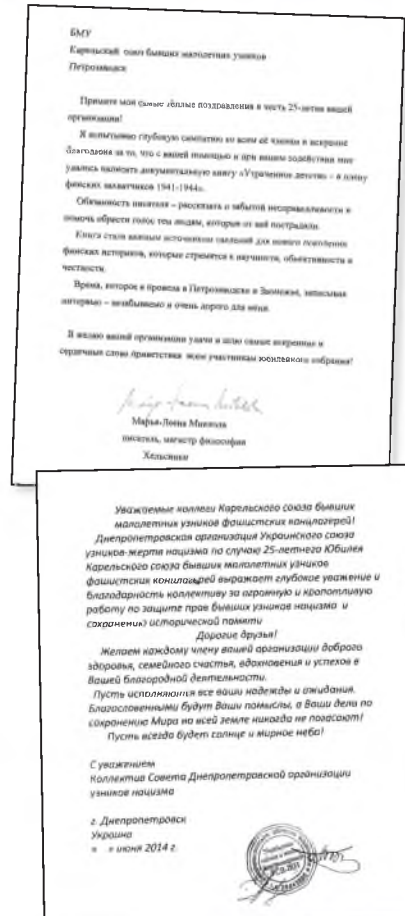 БМУ
Карельский союз бывших малолетних узников
Петрозаводск
Примите мои самые тёплые поздравления в честь 25-летия вашей
организации!
Я испытываю глубокую симпатию ко всем её членам и искренне
благодарна за то, что с вашей помощью и при вашем содействии мне
удалось написать документальную книгу «Утраченное детство – в плену
финских захватчиков 1941-1944».
Обязанность писателя – рассказать о забытой несправедливости и
помочь обрести голос тем людям, которые от неё пострадали.
Книга стала важным источником сведений для нового поколения
финских историков, которые стремятся к научности, объективности и
честности.
Время, которое я провела в Петрозаводске и Заонежье, записывая
интервью – незабываемо и очень дорого для меня.
Я желаю вашей организации удачи и шлю самые искренние и
сердечные слова приветствия всем участникам юбилейного собрания!
Марья-Леена Миккола
писатель, магистр философии
Хельсинки
Уважаемые коллеги Карельского союза бывших
малолетних узников фашистских концлагерей!
Днепропетровская организация Украинского союза
узников-жертв нацизма по случаю 25-летнего Юбилея
Карельского союза бывших малолетних узников
фашистских концлагерей выражает глубокое уважение и
благодарность коллективу за огромную и кропотливую
работу по защите прав бывших узников нацизма и
сохранению исторической памяти
Дорогие друзья!
Желаем каждому члену вашей организации доброго
здоровья, семейного счастья, вдохновения и успехов в
Вашей благородной деятельности.
Пусть исполняются все ваши надежды и ожидания.
Благословенными будут Ваши помыслы, а Ваши дела по
сохранению Мира на всей земле никогда не погасают!
Пусть всегда будет солнце и мирное небо!
С уважением
Коллектив Совета Днепропетровской организации
узников нацизма
г. Днепропетровск
Украина
« » июня 2014 г.